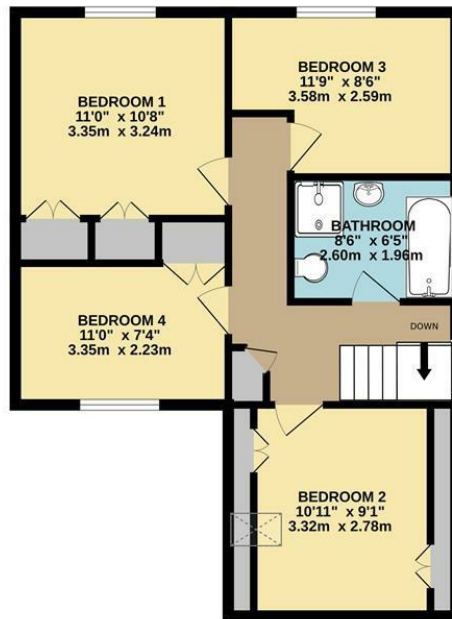 BEDROOM 1
11'0" x 10'8"
3.35m x 3.24m
BEDROOM 3
11'9" x 8'6"
3.58m x 2.59m
BATHROOM
8'6" x 6'5"
2.60m x 1.96m
BEDROOM 4
11'0" x 7'4"
3.35m x 2.23m
DOWN
BEDROOM 2
10'11" x 9'1"
3.32m x 2.78m